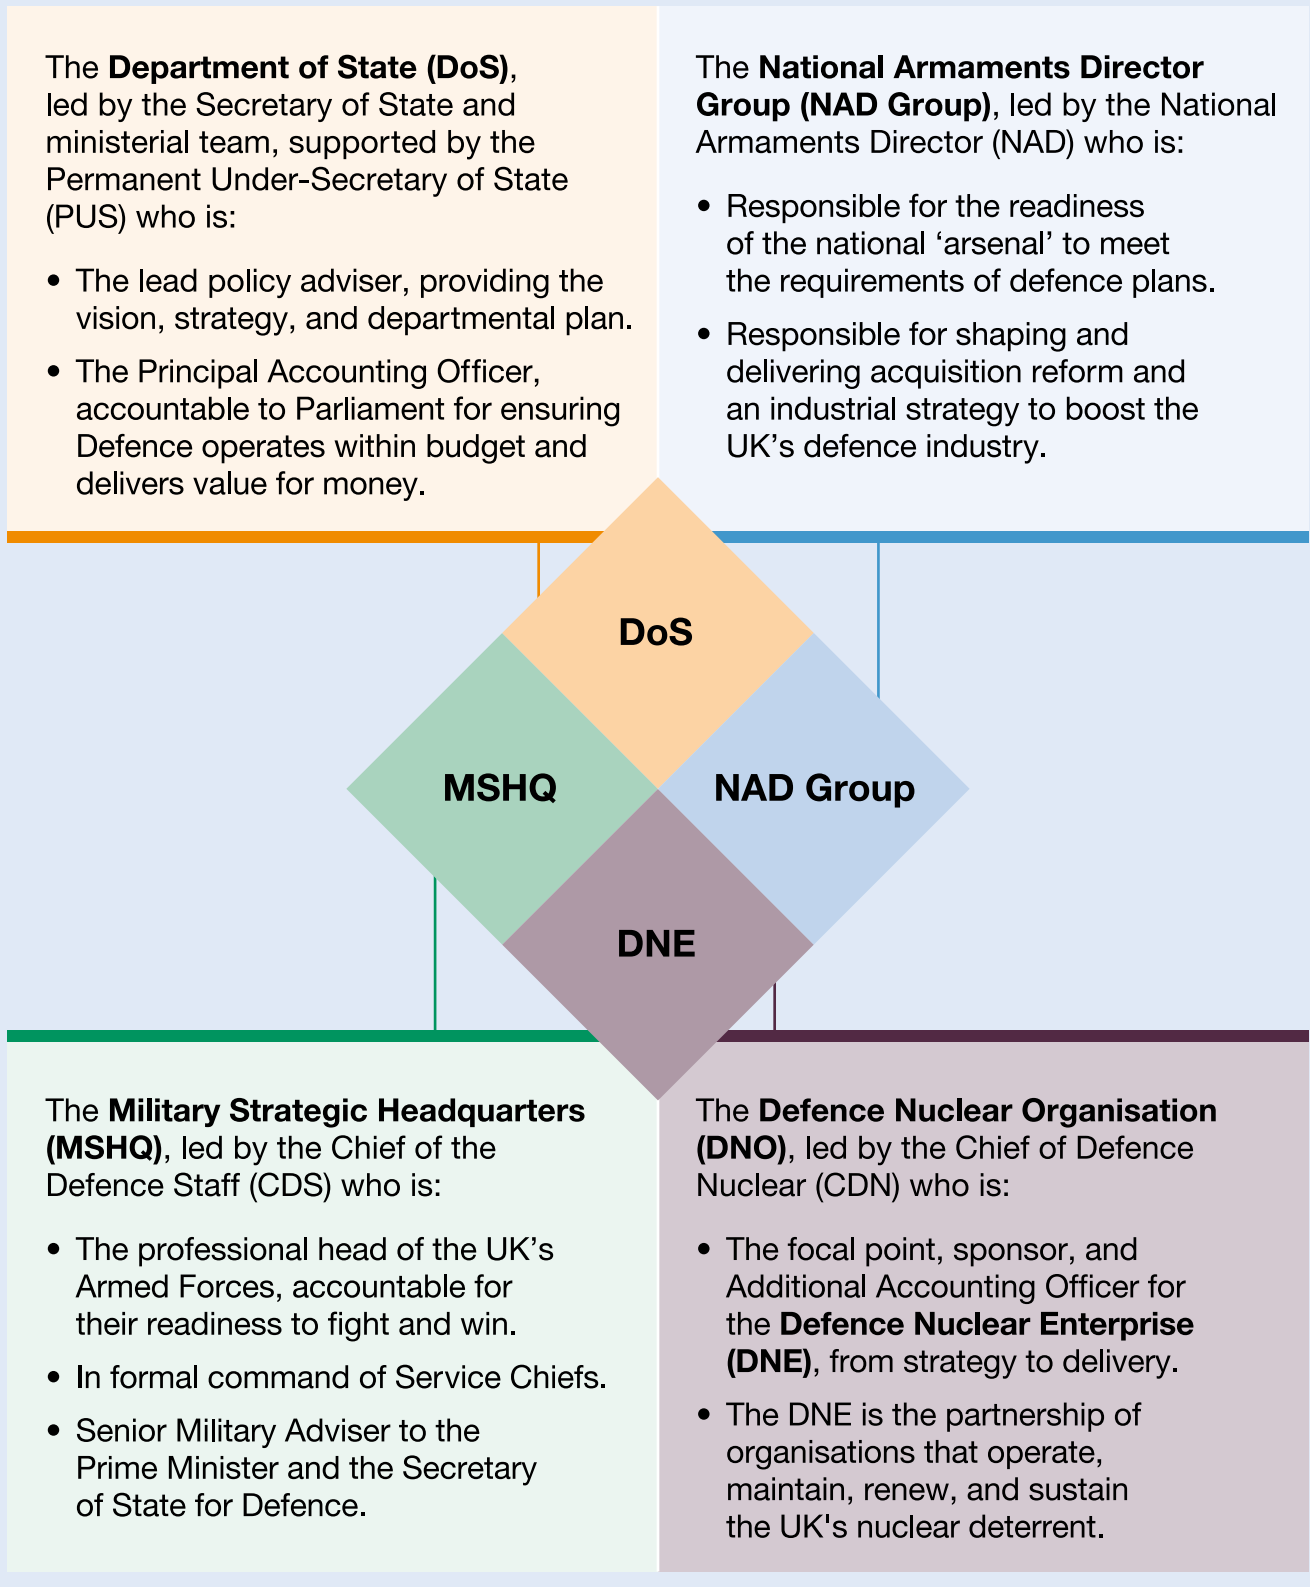 The Department of State (DoS),
led by the Secretary of State and
ministerial team, supported by the
Permanent Under-Secretary of State
(PUS) who is:
• The lead policy adviser, providing the
vision, strategy, and departmental plan.
• The Principal Accounting Officer,
accountable to Parliament for ensuring
Defence operates within budget and
delivers value for money.
The National Armaments Director
Group (NAD Group), led by the National
Armaments Director (NAD) who is:
• Responsible for the readiness
of the national ‘arsenal’ to meet
the requirements of defence plans.
• Responsible for shaping and
delivering acquisition reform and
an industrial strategy to boost the
UK’s defence industry.
DoS
MSHQ
NAD Group
DNE
The Military Strategic Headquarters
(MSHQ), led by the Chief of the
Defence Staff (CDS) who is:
• The professional head of the UK’s
Armed Forces, accountable for
their readiness to fight and win.
• In formal command of Service Chiefs.
• Senior Military Adviser to the
Prime Minister and the Secretary
of State for Defence.
The Defence Nuclear Organisation
(DNO), led by the Chief of Defence
Nuclear (CDN) who is:
• The focal point, sponsor, and
Additional Accounting Officer for
the Defence Nuclear Enterprise
(DNE), from strategy to delivery.
• The DNE is the partnership of
organisations that operate,
maintain, renew, and sustain
the UK's nuclear deterrent.